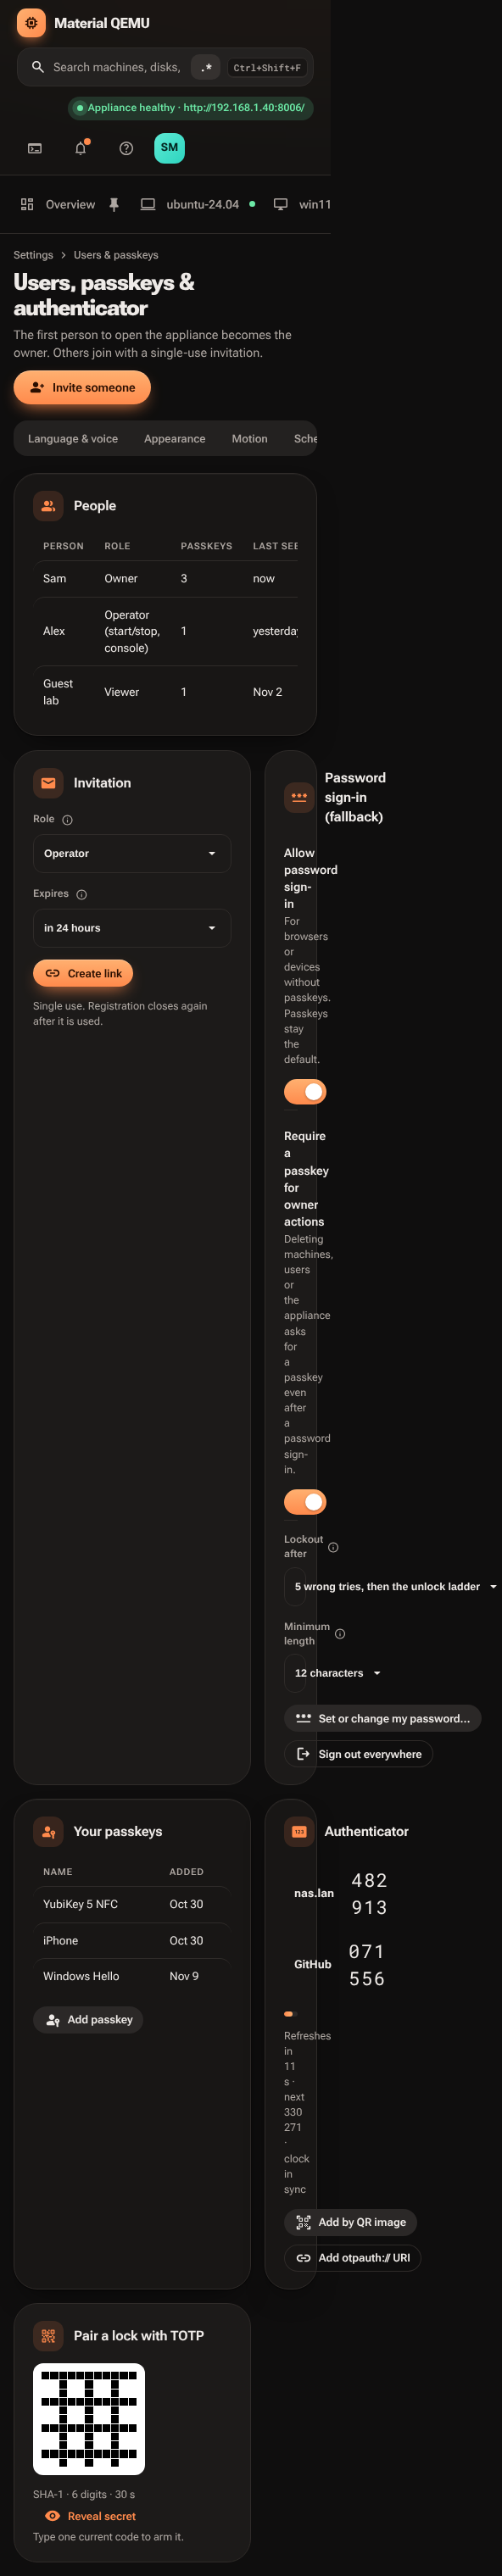 Material QEMU
Search machines, disks,
.*
Ctrl+Shift+F
Appliance healthy · http://192.168.1.40:8006/
SM
Overview
ubuntu-24.04
win11
Settings
Users & passkeys
Users, passkeys &
authenticator
The first person to open the appliance becomes the
owner. Others join with a single-use invitation.
Invite someone
Language & voice
Appearance
Motion
Sche
People
PERSON ROLE PASSKEYS LAST SEE
Sam Owner 3 now
Alex
Operator
(start/stop,
console)
1
yesterday
Guest
lab
Viewer
1
Nov 2
Invitation
Role
Operator
Expires
in 24 hours
Create link
Single use. Registration closes again
after it is used.
Password
sign-in
(fallback)
Allow
password
sign-
in
For
browsers
or
devices
without
passkeys.
Passkeys
stay
the
default.
Require
a
passkey
for
owner
actions
Deleting
machines,
users
or
the
appliance
asks
for
a
passkey
even
after
a
password
sign-
in.
Lockout
after
5 wrong tries, then the unlock ladder
Minimum
length
12 characters
Set or change my password...
Sign out everywhere
Your passkeys
NAME ADDED
YubiKey 5 NFC Oct 30
iPhone Oct 30
Windows Hello Nov 9
Add passkey
Authenticator
123
nas.lan
482
913
GitHub
071
556
Refreshes
in
11
s ·
next
330
271
·
clock
in
sync
Add by QR image
Add otpauth:// URI
Pair a lock with TOTP
SHA-1 · 6 digits · 30 s
Reveal secret
Type one current code to arm it.